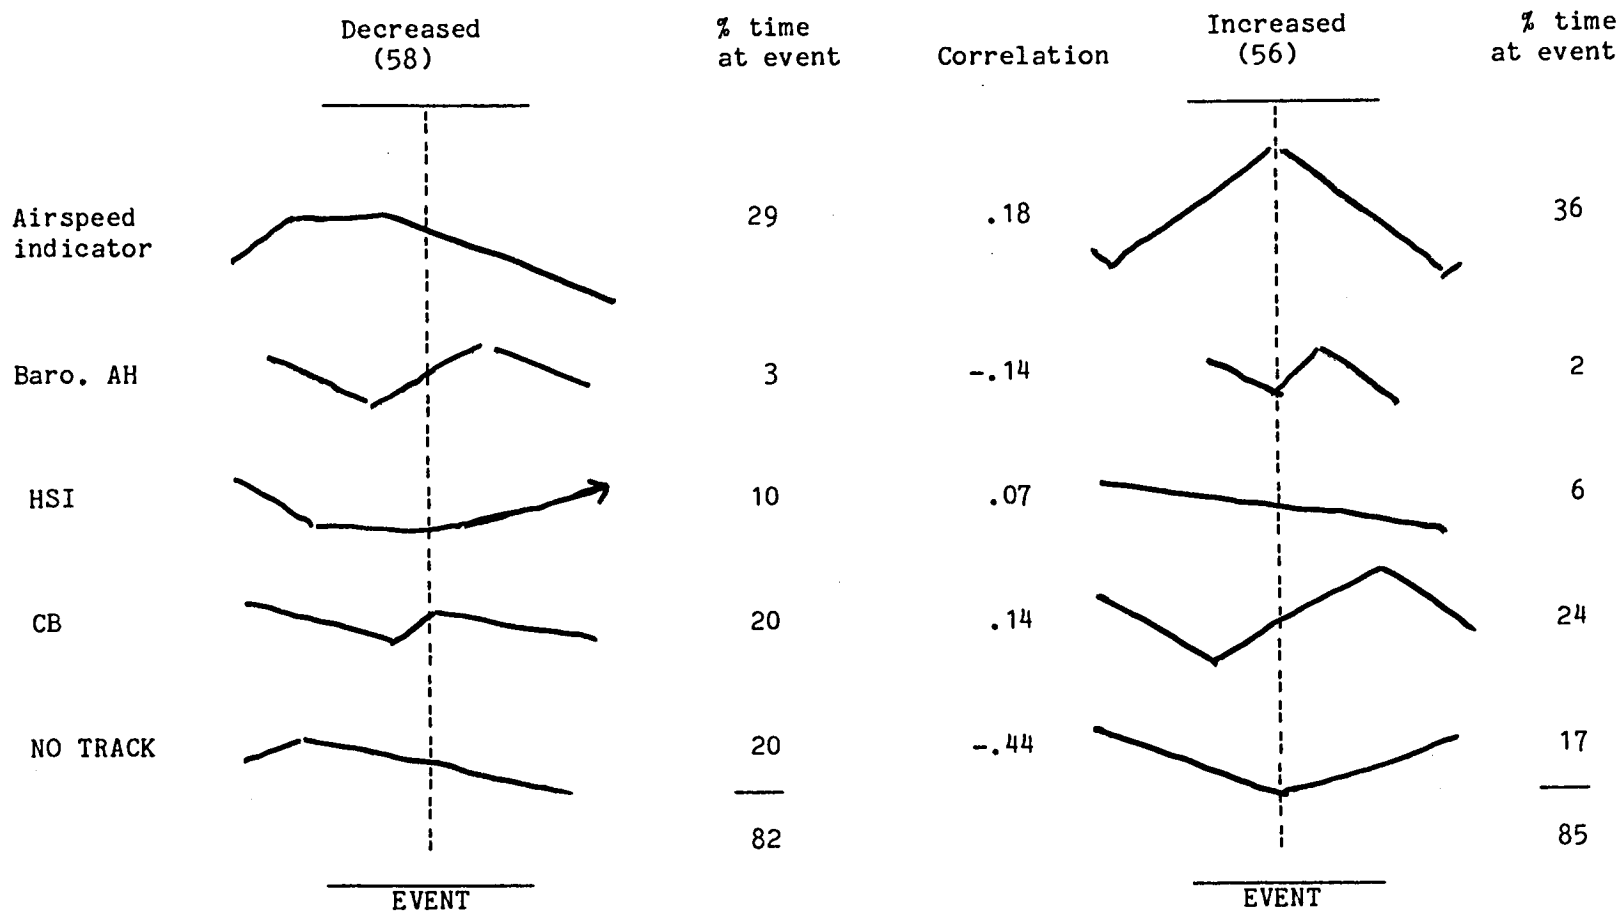 Decreased % time Increased % time
(58) at event Correlation (56) at event
Airspeed 29 .18 36
indicator
Baro. AH 3 -.14 2
HSI 10 .07 6
CB 20 .14 24
NO TRACK 20 -.44 17
82 85
EVENT EVENT